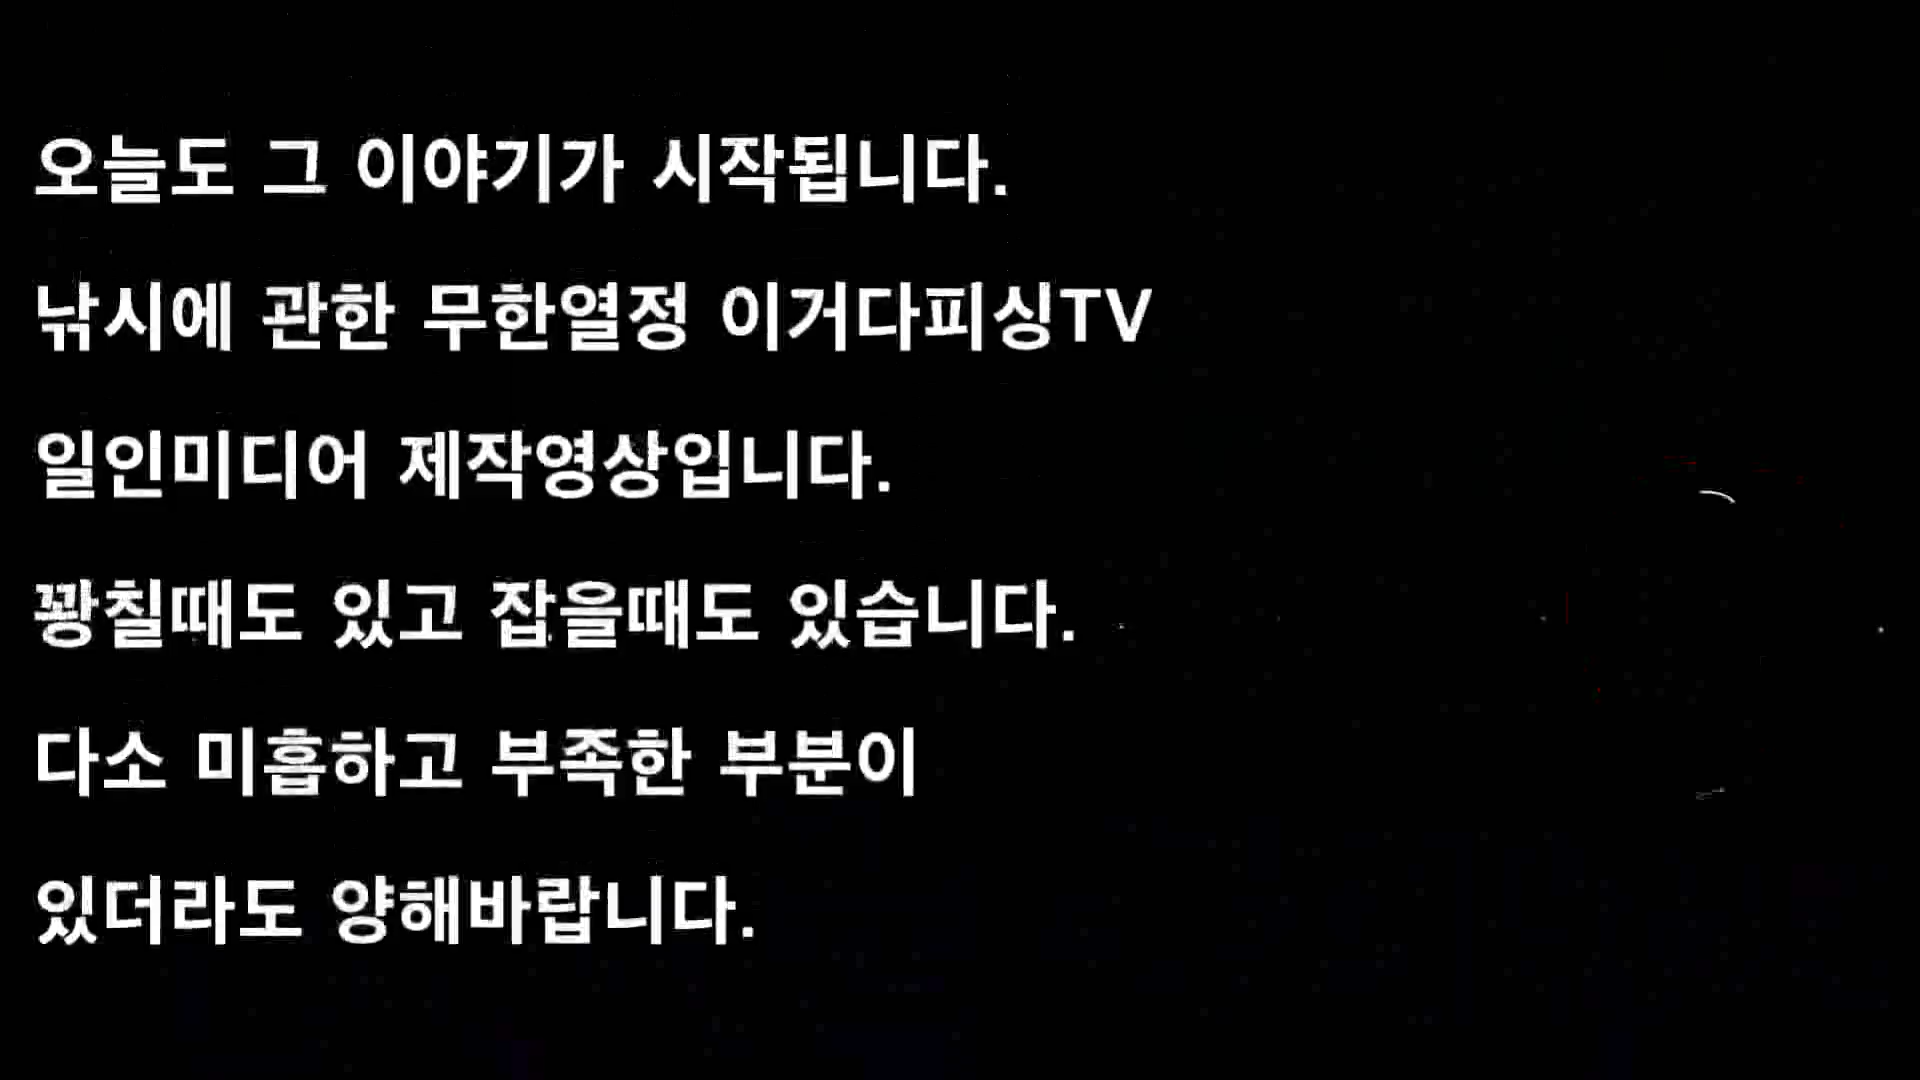 오늘도 그 이야기가 시작됩니다.
낚시에 관한 무한열정 이거다피싱TV
일인미디어 제작영상입니다.
꽝칠때도 있고 잡을때도 있습니다.
다소 미흡하고 부족한 부분이
있더라도 양해바랍니다.